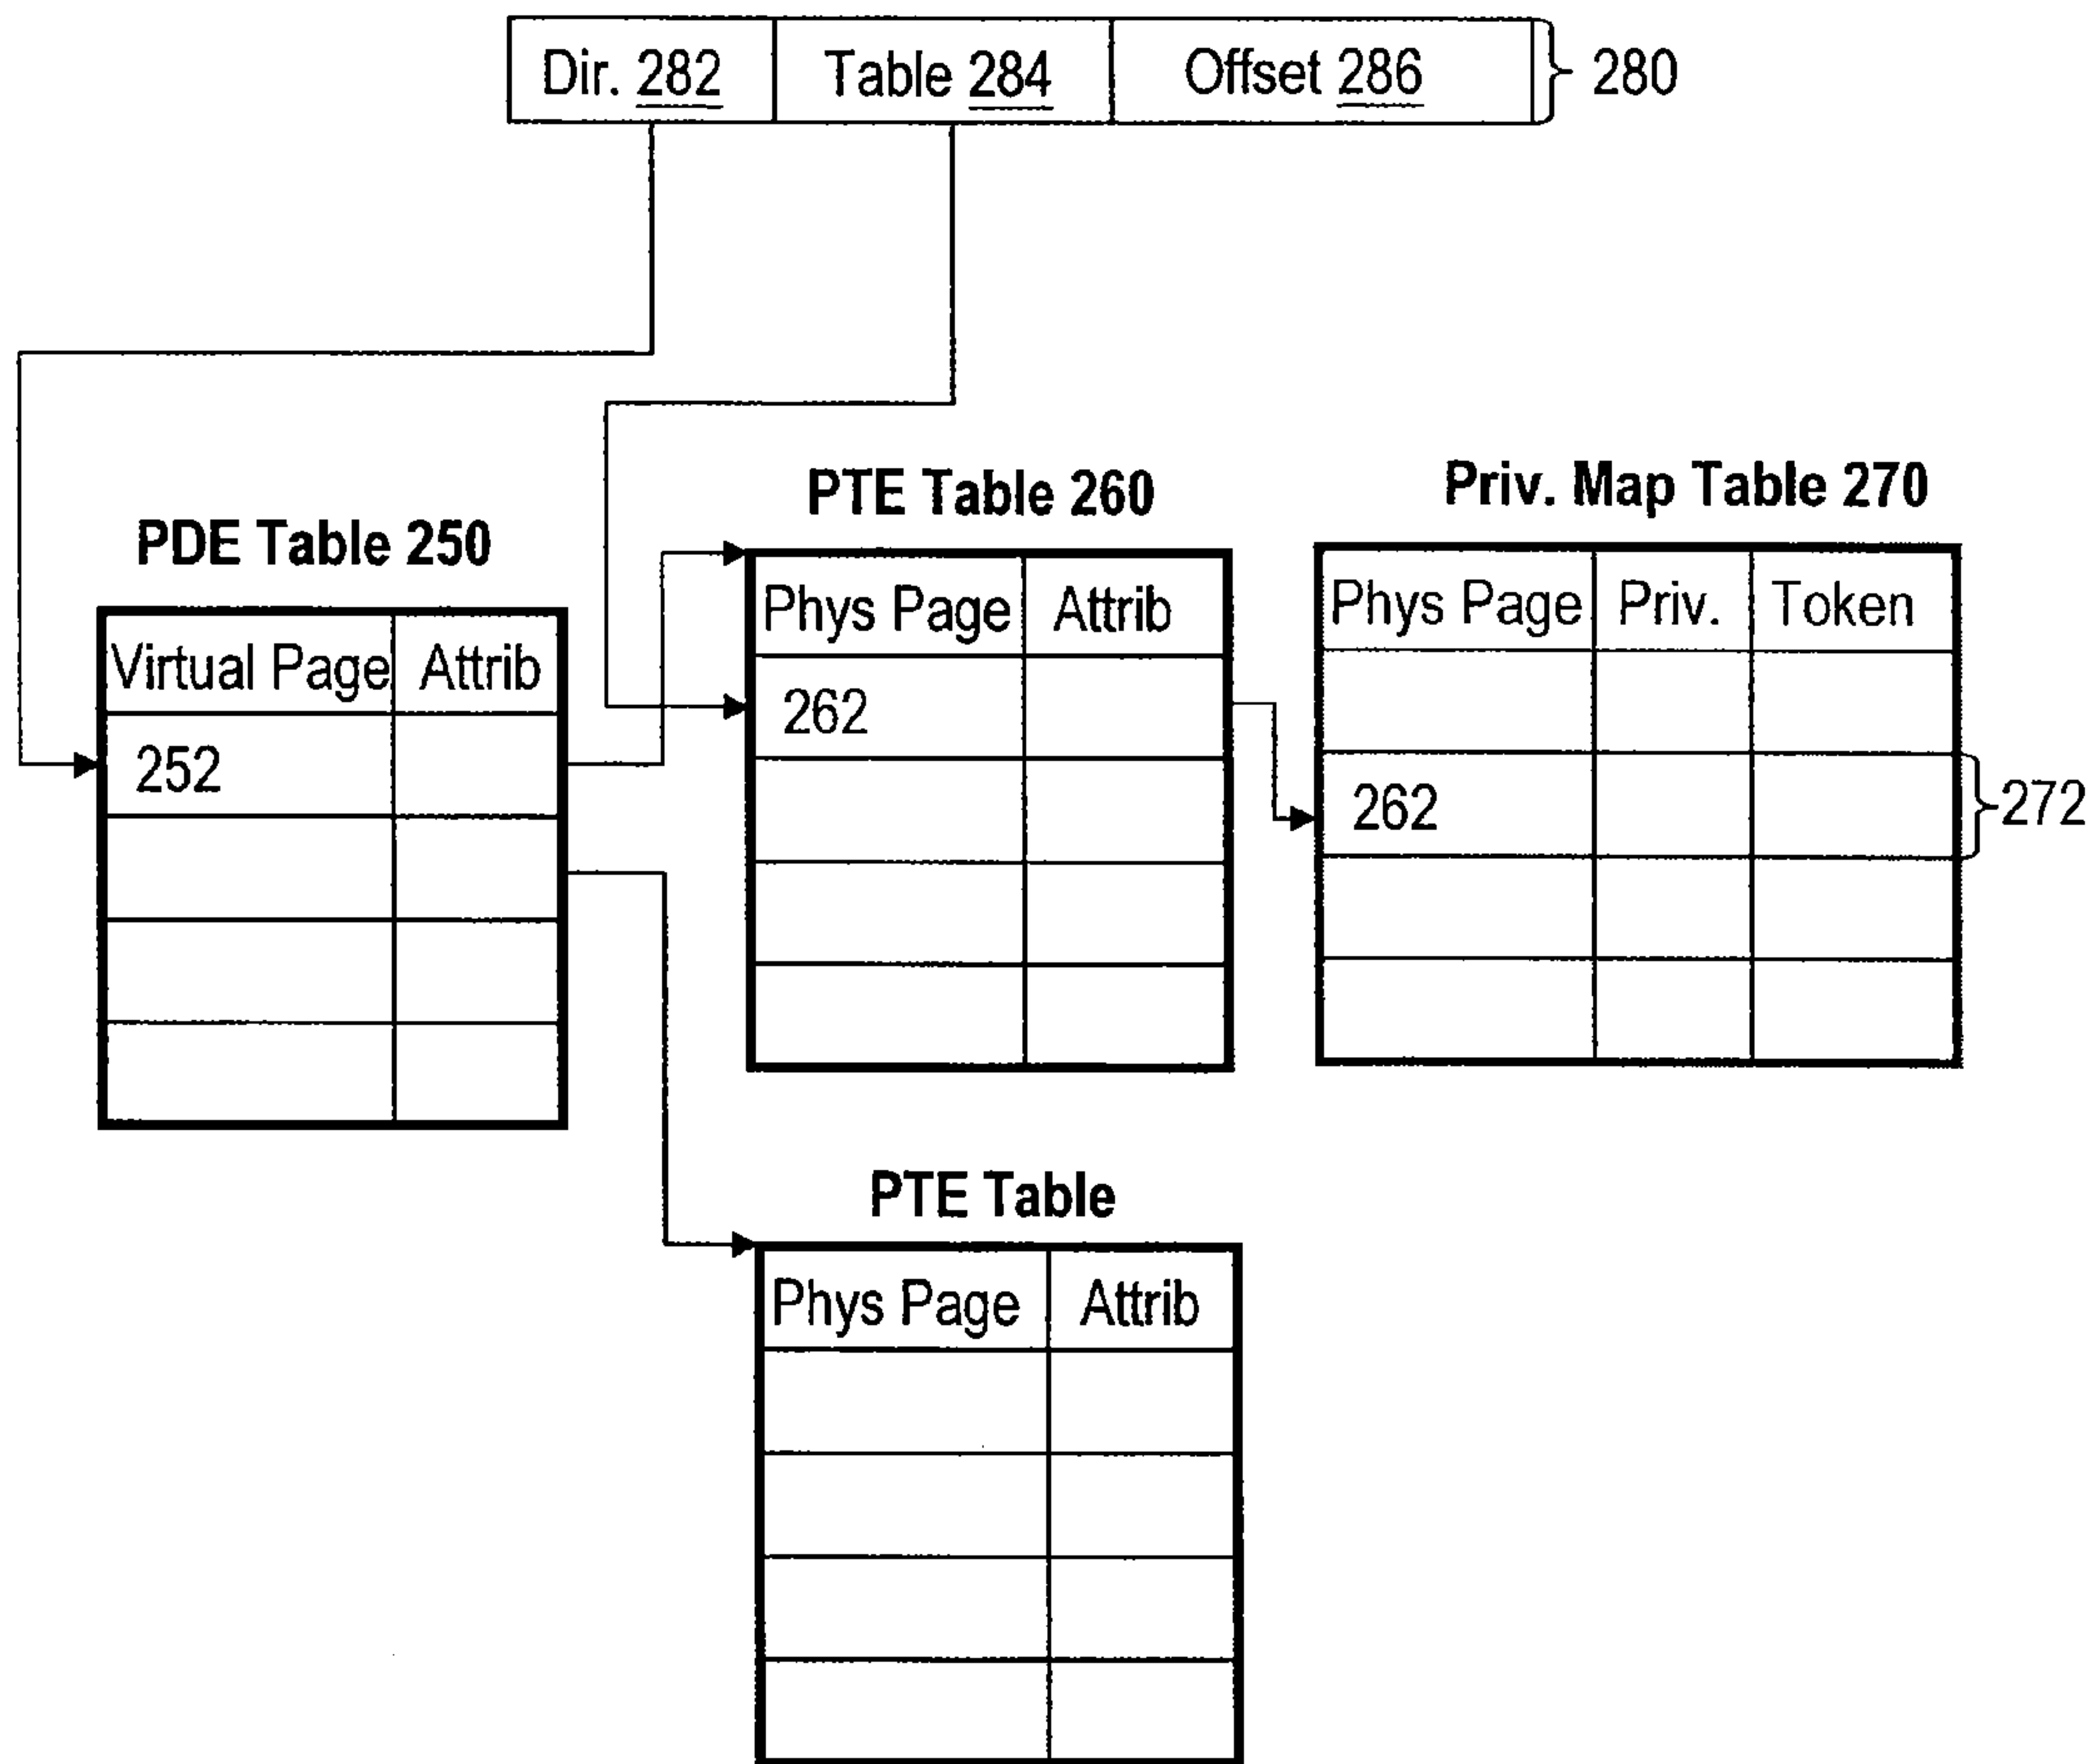 Dir. 282 Table 284 Offset 286 280
PTE Table 260 Priv. Map Table 270
PDE Table 250
Phys Page Attrib Phys Page Priv. Token
Virtual Page Attrib
262
252
262 272
PTE Table
Phys Page Attrib